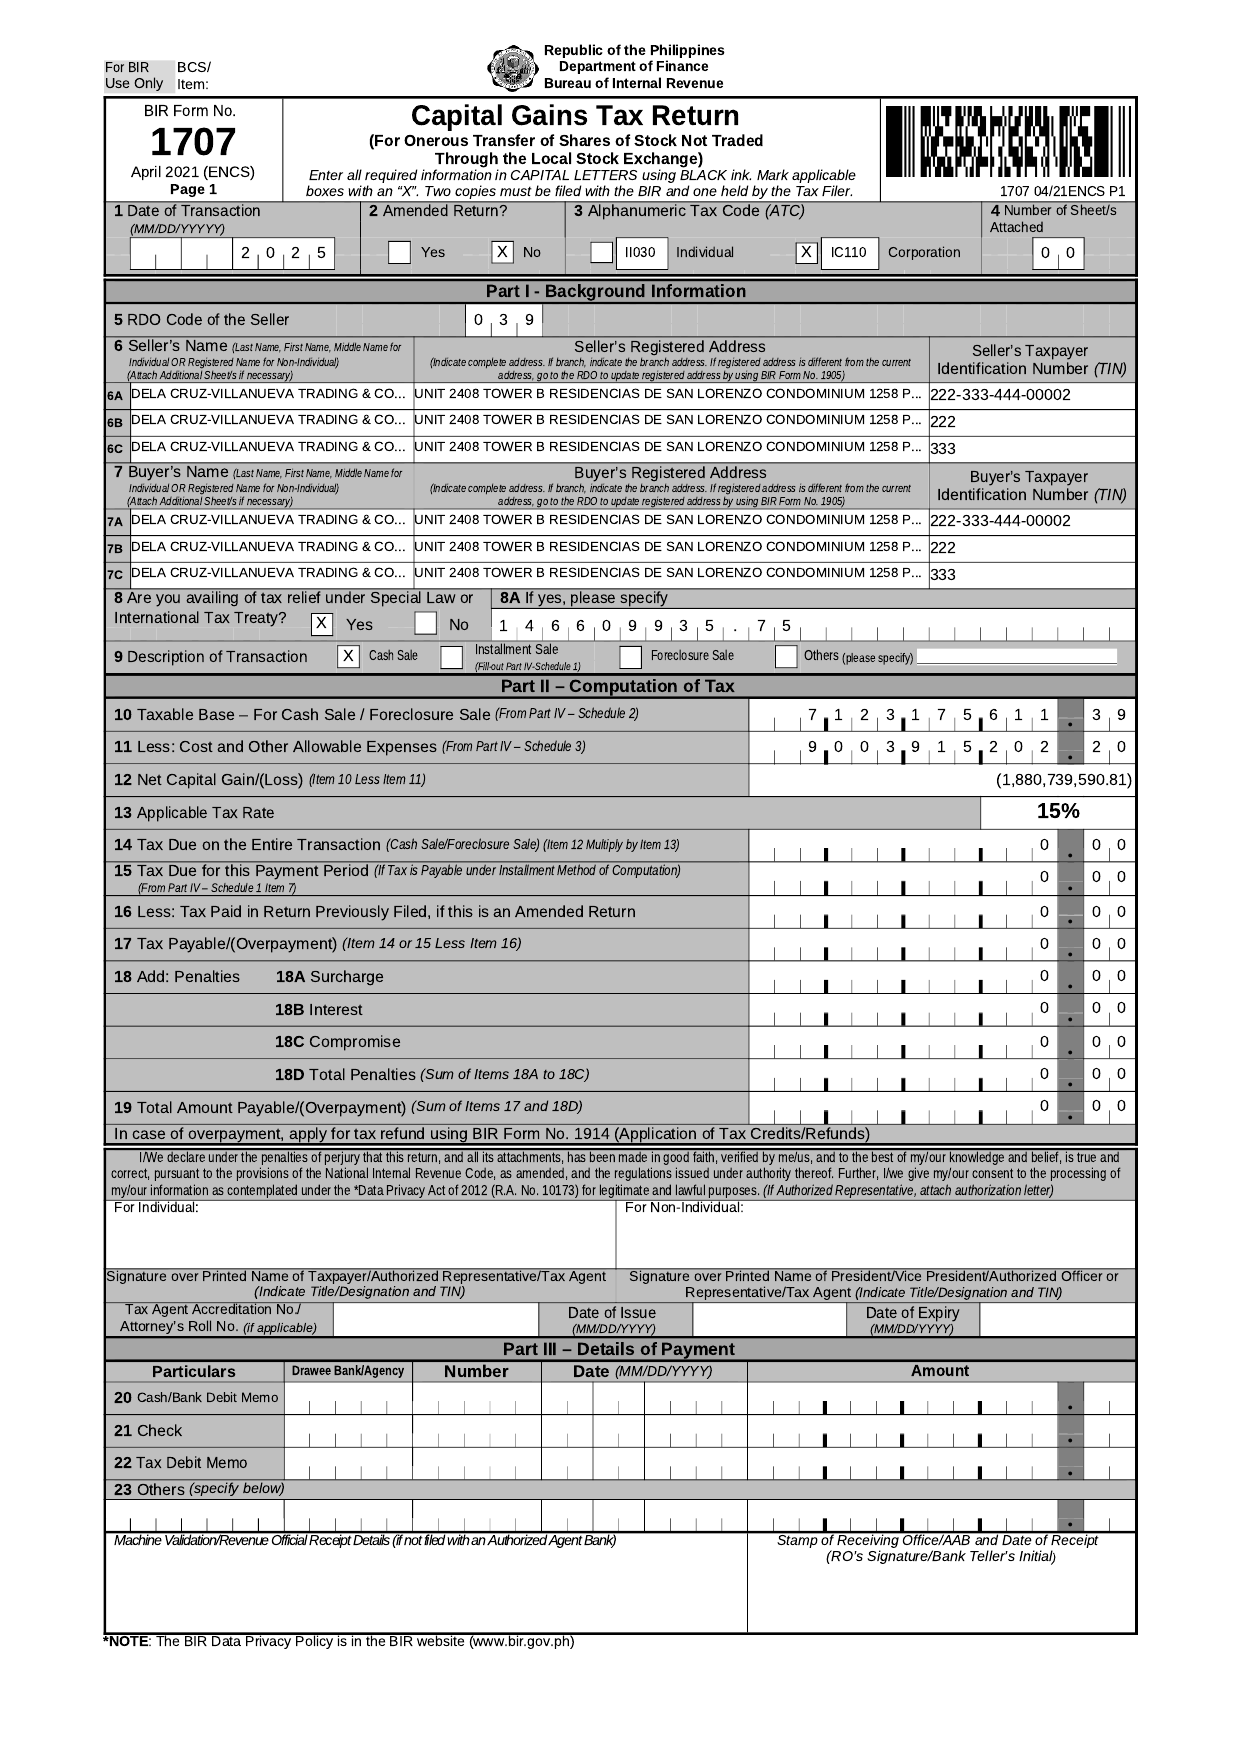 Republic of the Philippines
Department of Finance
Bureau of Internal Revenue
For BIR Use Only
BCS/ Item:
BIR Form No.
1707
April 2021 (ENCS)
Page 1
Capital Gains Tax Return
(For Onerous Transfer of Shares of Stock Not Traded
Through the Local Stock Exchange)
Enter all required information in CAPITAL LETTERS using BLACK ink. Mark applicable
boxes with an “X”. Two copies must be filed with the BIR and one held by the Tax Filer.
1707 04/21ENCS P1
1 Date of Transaction
(MM/DD/YYYYY)
2 0 2 5
2 Amended Return?
Yes X No
3 Alphanumeric Tax Code (ATC)
II030 Individual X IC110 Corporation
4 Number of Sheet/s
Attached
0 0
Part I - Background Information
5 RDO Code of the Seller 0 3 9
6 Seller’s Name (Last Name, First Name, Middle Name for
Individual OR Registered Name for Non-Individual)
(Attach Additional Sheet/s if necessary)
Seller’s Registered Address
(Indicate complete address. If branch, indicate the branch address. If registered address is different from the current
address, go to the RDO to update registered address by using BIR Form No. 1905)
Seller’s Taxpayer
Identification Number (TIN)
6A DELA CRUZ-VILLANUEVA TRADING & CO... UNIT 2408 TOWER B RESIDENCIAS DE SAN LORENZO CONDOMINIUM 1258 P... 222-333-444-00002
6B DELA CRUZ-VILLANUEVA TRADING & CO... UNIT 2408 TOWER B RESIDENCIAS DE SAN LORENZO CONDOMINIUM 1258 P... 222
6C DELA CRUZ-VILLANUEVA TRADING & CO... UNIT 2408 TOWER B RESIDENCIAS DE SAN LORENZO CONDOMINIUM 1258 P... 333
7 Buyer’s Name (Last Name, First Name, Middle Name for
Individual OR Registered Name for Non-Individual)
(Attach Additional Sheet/s if necessary)
Buyer’s Registered Address
(Indicate complete address. If branch, indicate the branch address. If registered address is different from the current
address, go to the RDO to update registered address by using BIR Form No. 1905)
Buyer’s Taxpayer
Identification Number (TIN)
7A DELA CRUZ-VILLANUEVA TRADING & CO... UNIT 2408 TOWER B RESIDENCIAS DE SAN LORENZO CONDOMINIUM 1258 P... 222-333-444-00002
7B DELA CRUZ-VILLANUEVA TRADING & CO... UNIT 2408 TOWER B RESIDENCIAS DE SAN LORENZO CONDOMINIUM 1258 P... 222
7C DELA CRUZ-VILLANUEVA TRADING & CO... UNIT 2408 TOWER B RESIDENCIAS DE SAN LORENZO CONDOMINIUM 1258 P... 333
8 Are you availing of tax relief under Special Law or
International Tax Treaty? X Yes No
8A If yes, please specify
1 4 6 6 0 9 9 3 5 . 7 5
9 Description of Transaction X Cash Sale Installment Sale (Fill-out Part IV-Schedule 1) Foreclosure Sale Others (please specify)
Part II – Computation of Tax
10 Taxable Base – For Cash Sale / Foreclosure Sale (From Part IV – Schedule 2) 7 1 2 3 1 7 5 6 1 1 . 3 9
11 Less: Cost and Other Allowable Expenses (From Part IV – Schedule 3) 9 0 0 3 9 1 5 2 0 2 . 2 0
12 Net Capital Gain/(Loss) (Item 10 Less Item 11) (1,880,739,590.81)
13 Applicable Tax Rate 15%
14 Tax Due on the Entire Transaction (Cash Sale/Foreclosure Sale) (Item 12 Multiply by Item 13) 0 . 0 0
15 Tax Due for this Payment Period (If Tax is Payable under Installment Method of Computation)
(From Part IV – Schedule 1 Item 7) 0 . 0 0
16 Less: Tax Paid in Return Previously Filed, if this is an Amended Return 0 . 0 0
17 Tax Payable/(Overpayment) (Item 14 or 15 Less Item 16) 0 . 0 0
18 Add: Penalties 18A Surcharge 0 . 0 0
18B Interest 0 . 0 0
18C Compromise 0 . 0 0
18D Total Penalties (Sum of Items 18A to 18C) 0 . 0 0
19 Total Amount Payable/(Overpayment) (Sum of Items 17 and 18D) 0 . 0 0
In case of overpayment, apply for tax refund using BIR Form No. 1914 (Application of Tax Credits/Refunds)
I/We declare under the penalties of perjury that this return, and all its attachments, has been made in good faith, verified by me/us, and to the best of my/our knowledge and belief, is true and
correct, pursuant to the provisions of the National Internal Revenue Code, as amended, and the regulations issued under authority thereof. Further, I/we give my/our consent to the processing of
my/our information as contemplated under the *Data Privacy Act of 2012 (R.A. No. 10173) for legitimate and lawful purposes. (If Authorized Representative, attach authorization letter)
For Individual:
For Non-Individual:
Signature over Printed Name of Taxpayer/Authorized Representative/Tax Agent
(Indicate Title/Designation and TIN)
Signature over Printed Name of President/Vice President/Authorized Officer or
Representative/Tax Agent (Indicate Title/Designation and TIN)
Tax Agent Accreditation No./
Attorney’s Roll No. (if applicable)
Date of Issue
(MM/DD/YYYY)
Date of Expiry
(MM/DD/YYYY)
Part III – Details of Payment
Particulars Drawee Bank/Agency Number Date (MM/DD/YYYY) Amount
20 Cash/Bank Debit Memo .
21 Check .
22 Tax Debit Memo .
23 Others (specify below)
.
Machine Validation/Revenue Official Receipt Details (if not filed with an Authorized Agent Bank)
Stamp of Receiving Office/AAB and Date of Receipt
(RO’s Signature/Bank Teller’s Initial)
*NOTE: The BIR Data Privacy Policy is in the BIR website (www.bir.gov.ph)